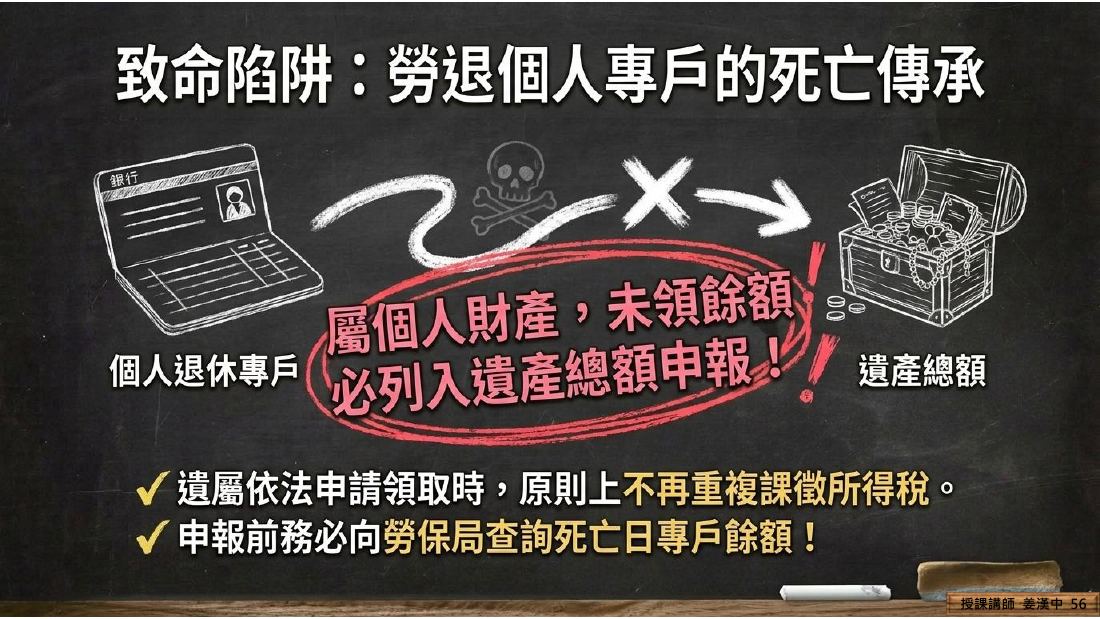 致命陷阱：勞退個人專戶的死亡傳承
銀行
屬個人財產，未領餘額
必列入遺產總額申報！
個人退休專戶
遺產總額
✓遺屬依法申請領取時，原則上不再重複課徵所得稅。
✓申報前務必向勞保局查詢死亡日專戶餘額！
授課講師 姜漢中 56